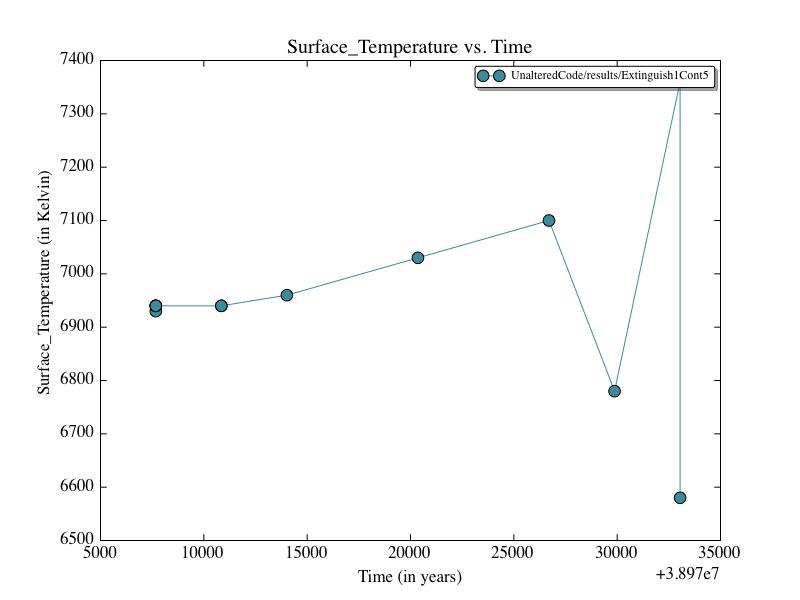 Surface_Temperature vs. Time
UnalteredCode/results/Extinguish1Cont5
7400
7300
7200
7100
7000
6900
6800
6700
6600
6500
Surface_Temperature (in Kelvin)
5000 10000 15000 20000 25000 30000 35000
Time (in years)
+3.897e7